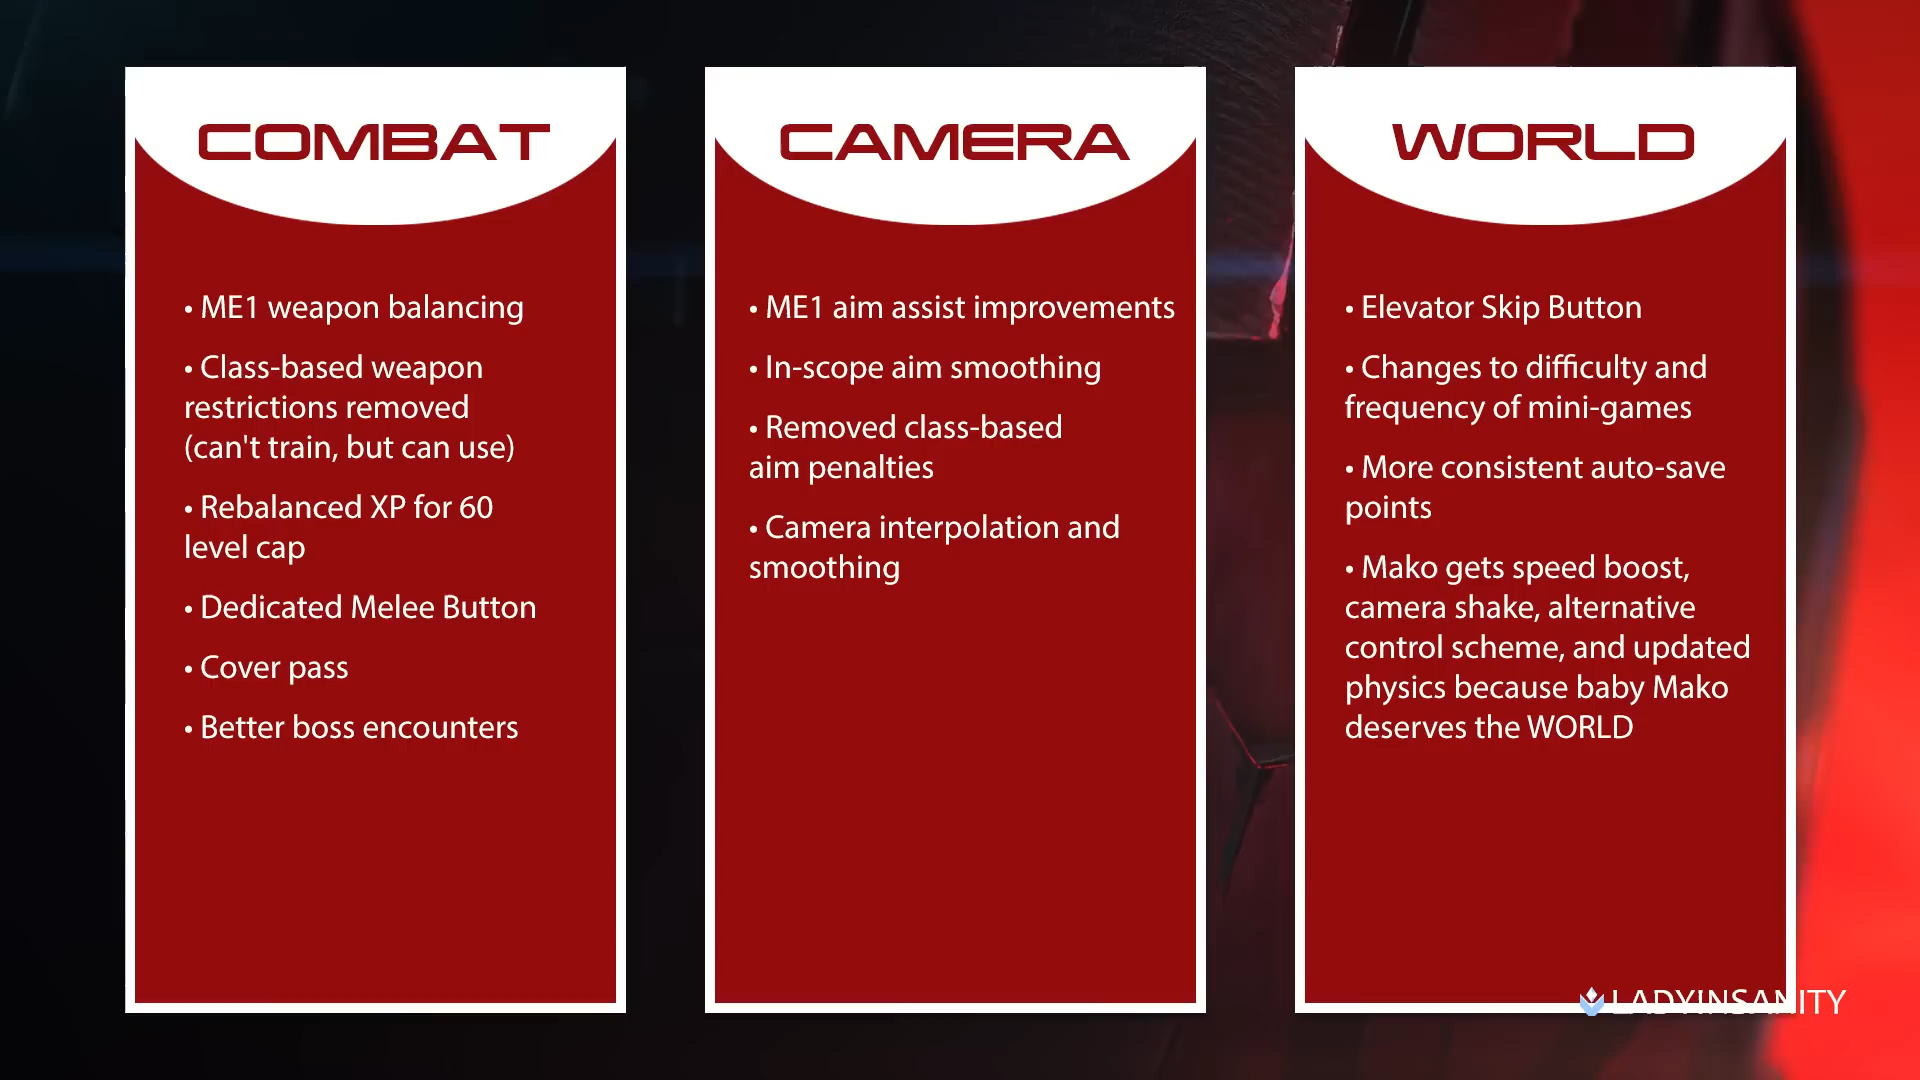 COMBAT
• ME1 weapon balancing
• Class-based weapon
restrictions removed
(can't train, but can use)
• Rebalanced XP for 60
level cap
• Dedicated Melee Button
• Cover pass
• Better boss encounters
CAMERA
• ME1 aim assist improvements
• In-scope aim smoothing
• Removed class-based
aim penalties
• Camera interpolation and
smoothing
WORLD
• Elevator Skip Button
• Changes to difficulty and
frequency of mini-games
• More consistent auto-save
points
• Mako gets speed boost,
camera shake, alternative
control scheme, and updated
physics because baby Mako
deserves the WORLD
LADYINSANITY